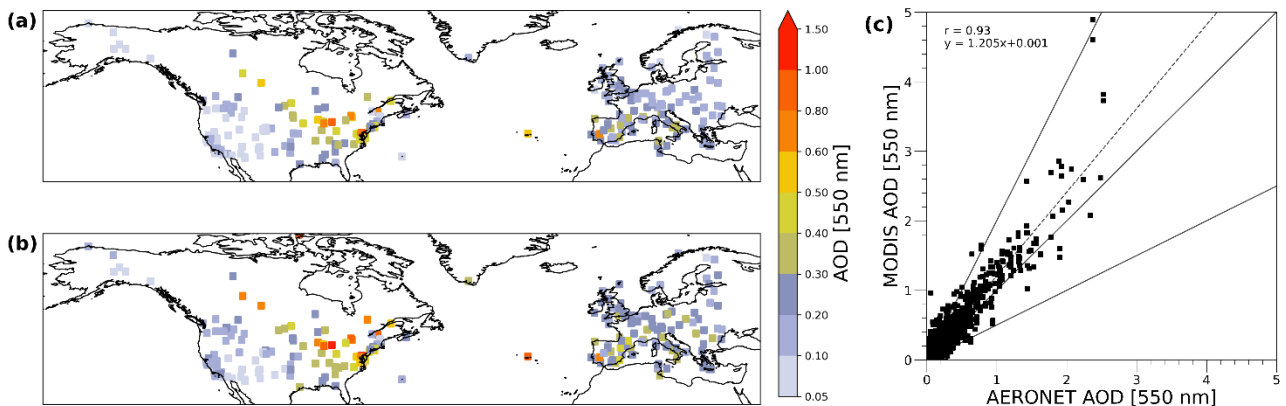 (a)
(b)
1.50
1.00
0.80
0.60
0.50
0.40
0.30
0.20
0.10
0.05
AOD [550 nm]
(c)
r = 0.93
y = 1.205x+0.001
5
4
3
2
1
0
MODIS AOD [550 nm]
0 1 2 3 4 5
AERONET AOD [550 nm]